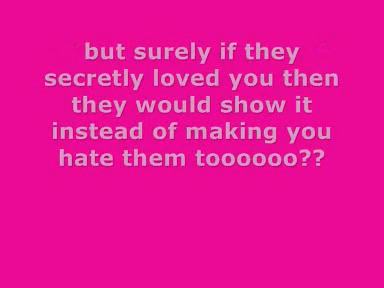 but surely if they
secretly loved you then
they would show it
instead of making you
hate them toooooo??